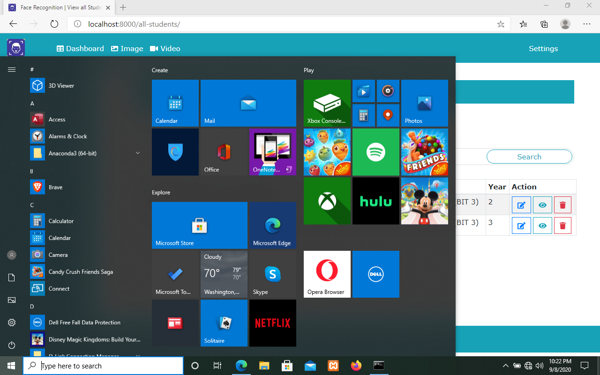 Face Recognition | View all Stude
localhost:8000/all-students/
Dashboard Image Video Settings
Search
Year Action
BIT 3) 2
BIT 3) 3
#
3D Viewer
A
Access
Alarms & Clock
Anaconda3 (64-bit)
B
Brave
C
Calculator
Calendar
Camera
Candy Crush Friends Saga
Connect
D
Dell Free Fall Data Protection
Disney Magic Kingdoms: Build Your...
D-Link Connection Manager
Create
Calendar
Mail
Office
OneNote...
Explore
Microsoft Store
Microsoft Edge
Microsoft To...
Cloudy
70° 79°
70°
Washington,...
Skype
Solitaire
NETFLIX
Play
Xbox Console...
Photos
FRIENDS
hulu
Opera Browser
DELL
Type here to search
10:22 PM
9/8/2020